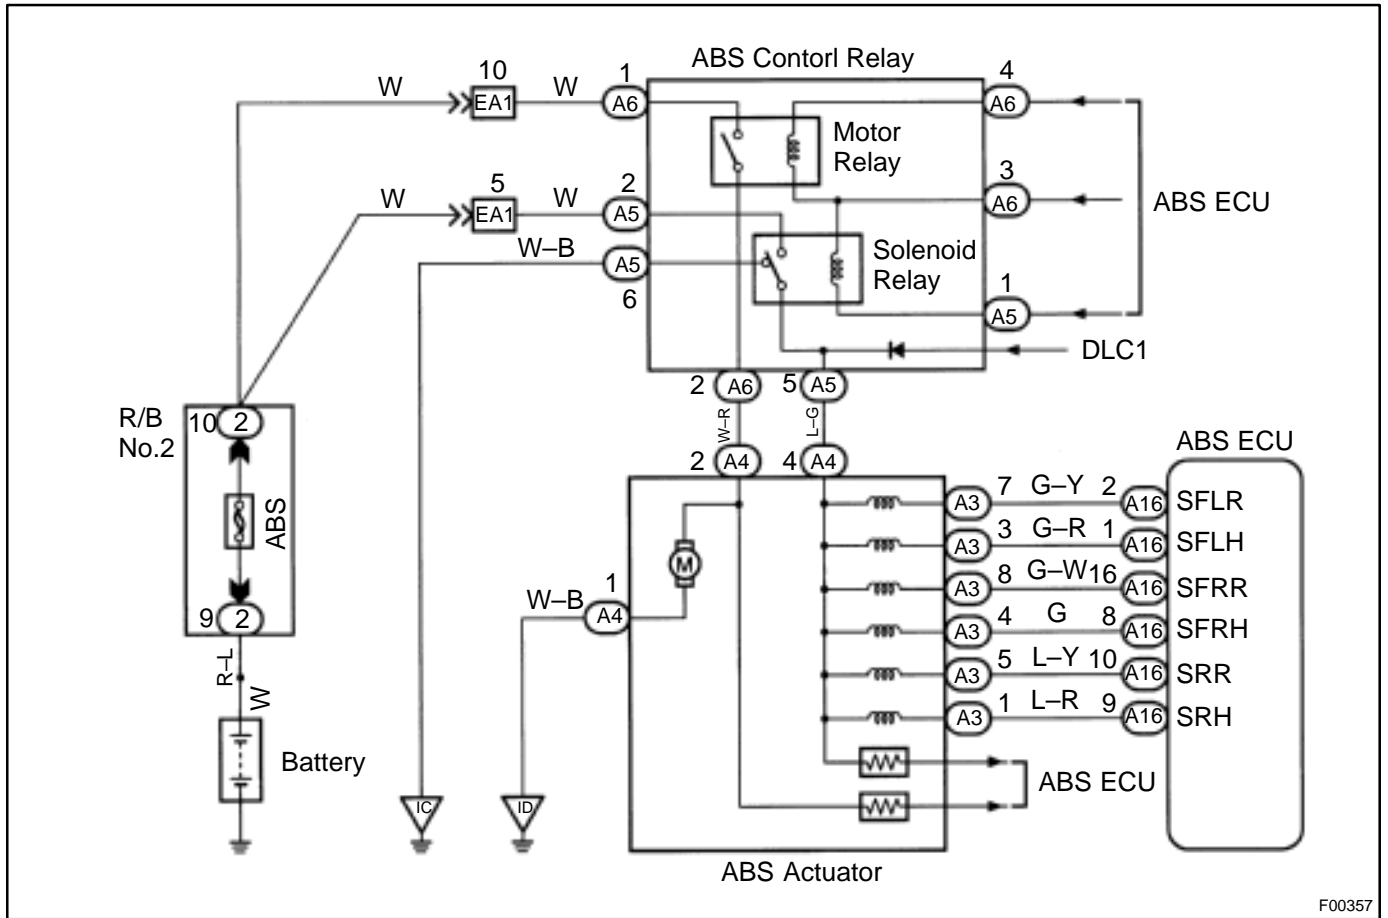 ABS Contorl Relay
W
10
EA1
W
1
A6
4
A6
Motor
Relay
3
A6
ABS ECU
W
5
EA1
W
2
A5
W–B
A5
6
Solenoid
Relay
1
A5
DLC1
2 A6
5 A5
W–R
L–G
R/B
No.2
10 2
ABS
9 2
R–L
W
Battery
IC
ID
2 A4
4 A4
M
W–B
1
A4
ABS ECU
A3 7 G–Y 2 A16 SFLR
A3 3 G–R 1 A16 SFLH
A3 8 G–W 16 A16 SFRR
A3 4 G 8 A16 SFRH
A3 5 L–Y 10 A16 SRR
A3 1 L–R 9 A16 SRH
ABS ECU
ABS Actuator
F00357